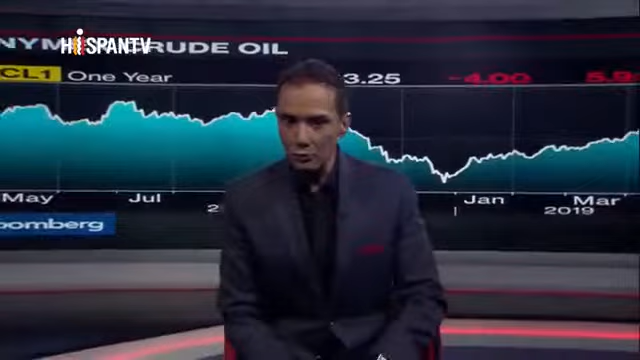 HISPANTV
NYM RUDE OIL
CL1 One Year 3.25 -4.00
May Jul Jan Mar
2019
oomberg